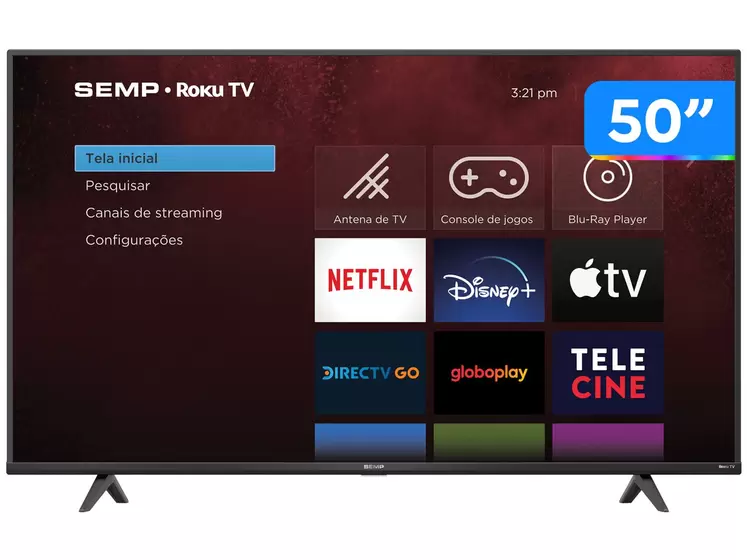 SEMP • Roku TV
3:21 pm
50”
Tela inicial
Pesquisar
Canais de streaming
Configurações
Antena de TV
Console de jogos
Blu-Ray Player
NETFLIX
Disney+
tv
DIRECTV GO
globoplay
TELE
CINE
SEMP
Roku TV